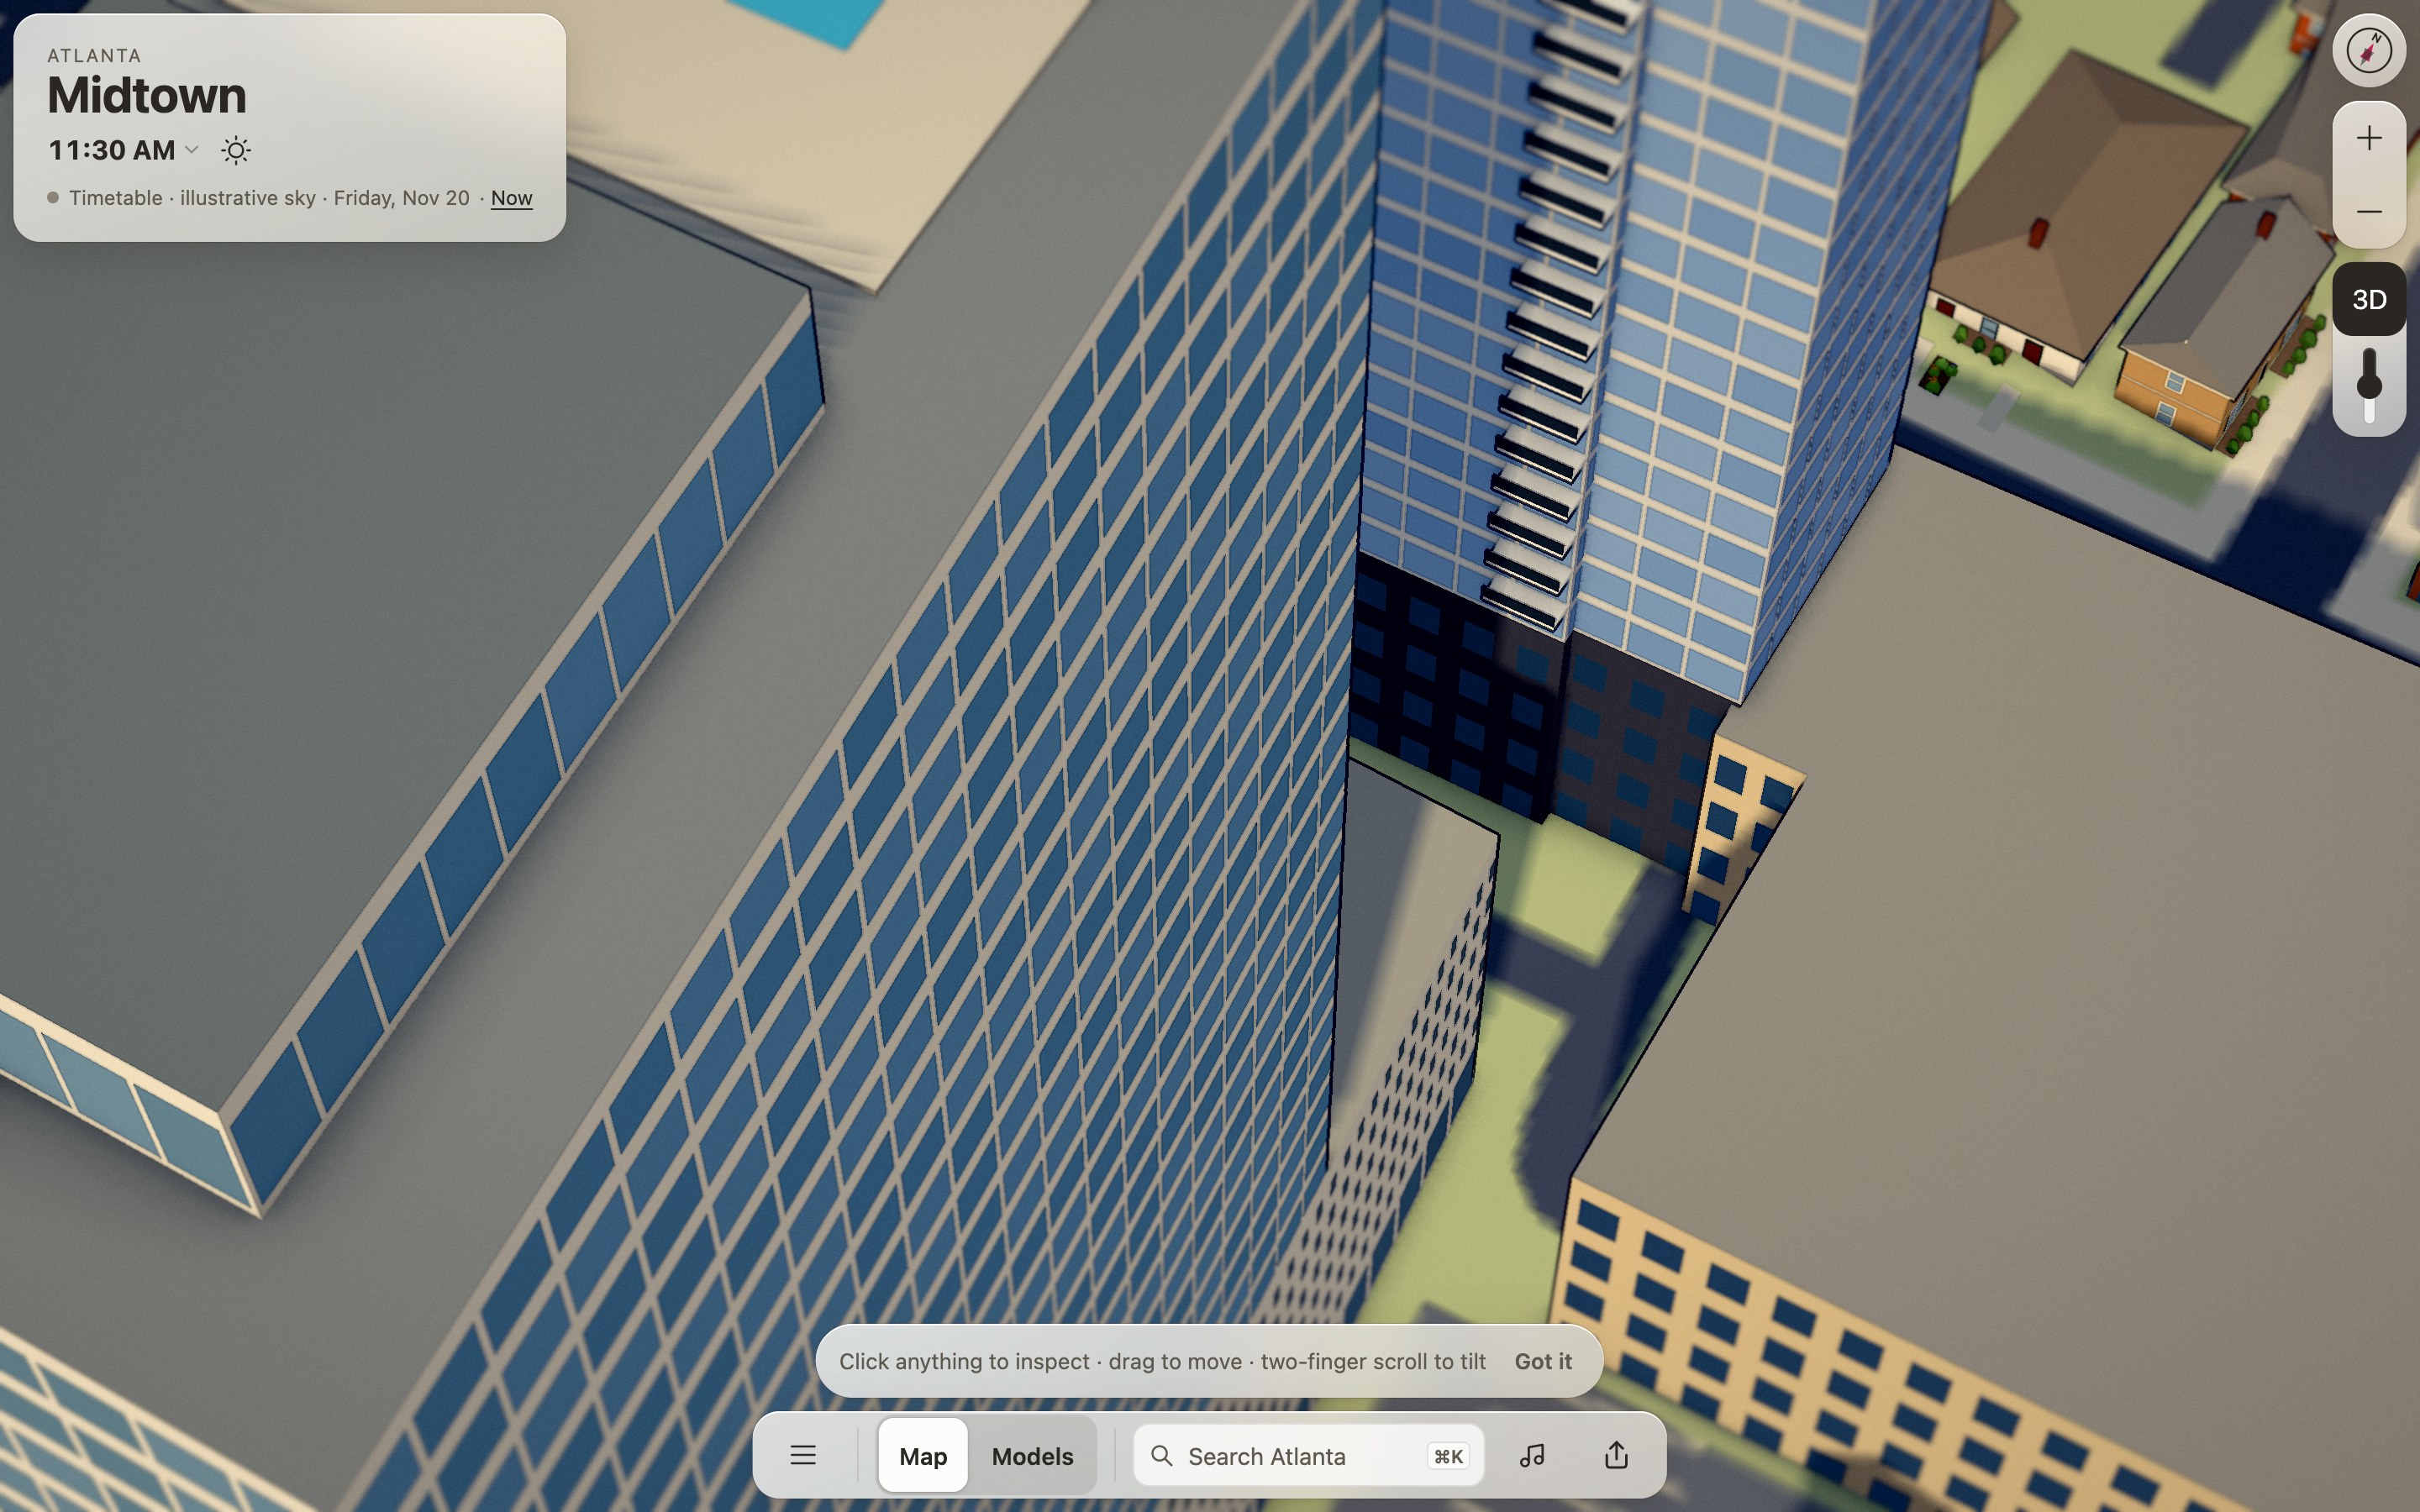 ATLANTA
Midtown
11:30 AM
Timetable · illustrative sky · Friday, Nov 20 · Now
N
3D
Click anything to inspect · drag to move · two-finger scroll to tilt Got it
Map Models Search Atlanta ⌘K